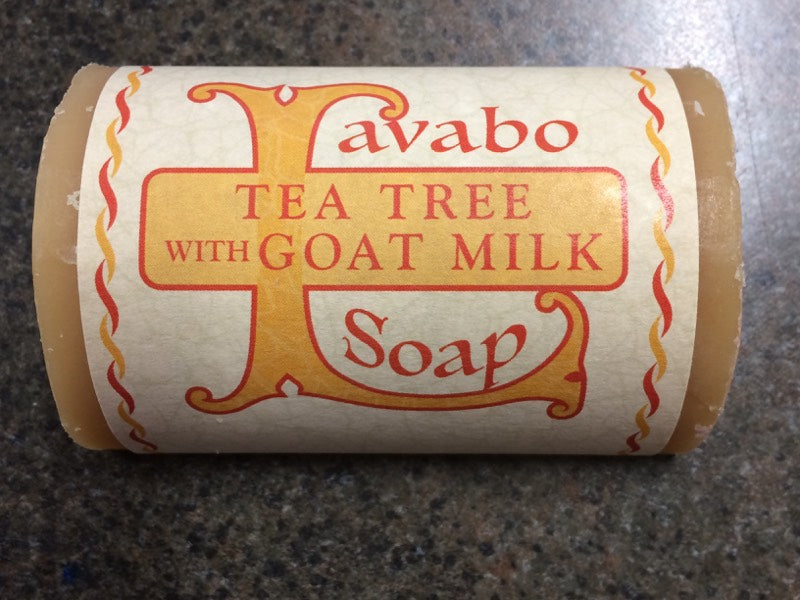 Lavabo
TEA TREE
WITH GOAT MILK
Soap